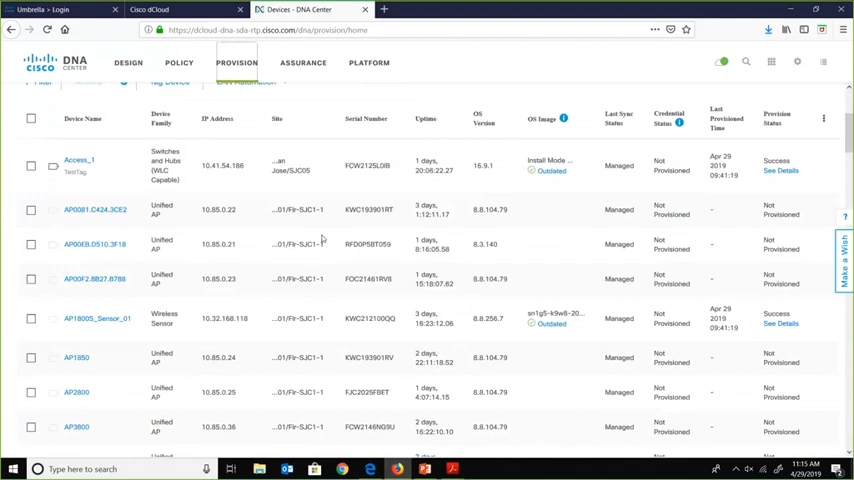 Umbrella > Login
Cisco dCloud
Devices - DNA Center
https://dcloud-dna-sda-rtp.cisco.com/dna/provision/home
CISCO DNA CENTER
DESIGN
POLICY
PROVISION
ASSURANCE
PLATFORM
Filter
Tag Device
LAN Automation
Device Name
Device Family
IP Address
Site
Serial Number
Uptime
OS Version
OS Image
Last Sync Status
Credential Status
Last Provisioned Time
Provision Status
Access_1
TestTag
Switches and Hubs (WLC Capable)
10.41.54.186
...an Jose/SJC05
FCW2125L0IB
1 days, 20:06:22.27
16.9.1
Install Mode ...
Outdated
Managed
Not Provisioned
Apr 29 2019 09:41:19
Success
See Details
AP0081.C424.3CE2
Unified AP
10.85.0.22
...01/Flr-SJC1-1
KWC193901RT
3 days, 1:12:11.17
8.8.104.79
Managed
Not Provisioned
-
Not Provisioned
AP00EB.D510.3F18
Unified AP
10.85.0.21
...01/Flr-SJC1-1
RFD0P5BT059
1 days, 8:16:05.58
8.3.140
Managed
Not Provisioned
-
Not Provisioned
AP00F2.8B27.B788
Unified AP
10.85.0.23
...01/Flr-SJC1-1
FOC21461RV8
1 days, 15:18:07.62
8.8.104.79
Managed
Not Provisioned
-
Not Provisioned
AP1800S_Sensor_01
Wireless Sensor
10.32.168.118
...01/Flr-SJC1-1
KWC212100QQ
3 days, 16:23:12.06
8.8.256.7
sn1g5-k9w8-20...
Outdated
Managed
Not Provisioned
Apr 29 2019 09:41:19
Success
See Details
AP1850
Unified AP
10.85.0.24
...01/Flr-SJC1-1
KWC193901RV
2 days, 22:11:18.52
8.8.104.79
Managed
Not Provisioned
-
Not Provisioned
AP2800
Unified AP
10.85.0.25
...01/Flr-SJC1-1
FJC2025FBET
1 days, 4:07:14.15
8.8.104.79
Managed
Not Provisioned
-
Not Provisioned
AP3800
Unified AP
10.85.0.36
...01/Flr-SJC1-1
FCW2146NG9U
2 days, 16:22:10.10
8.8.104.79
Managed
Not Provisioned
-
Not Provisioned
?
Make a Wish
Type here to search
11:15 AM
4/29/2019
2